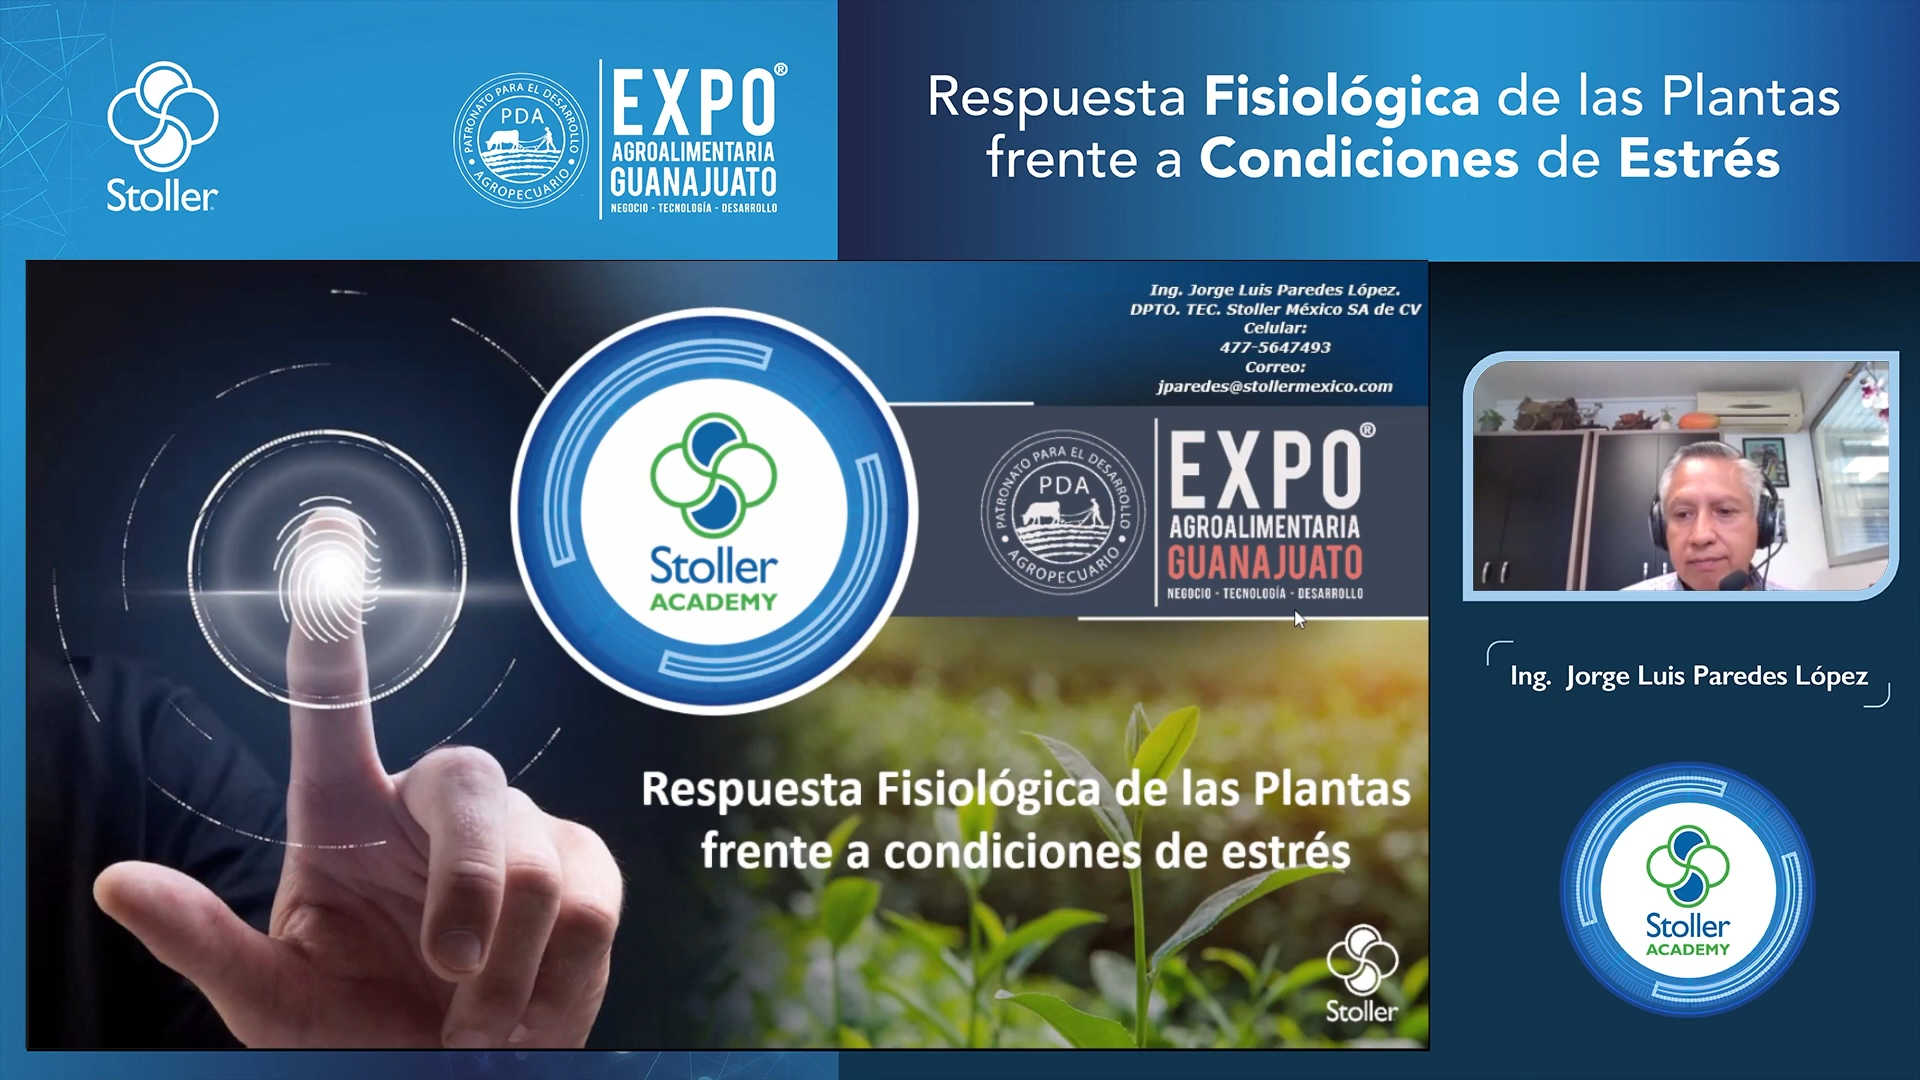 Stoller
PATRONATO PARA EL DESARROLLO
PDA
AGROPECUARIO
EXPO®
AGROALIMENTARIA
GUANAJUATO
NEGOCIO - TECNOLOGÍA - DESARROLLO
Respuesta Fisiológica de las Plantas
frente a Condiciones de Estrés
Ing. Jorge Luis Paredes López.
DPTO. TEC. Stoller México SA de CV
Celular:
477-5647493
Correo:
jparedes@stollermexico.com
Stoller
ACADEMY
PATRONATO PARA EL DESARROLLO
PDA
AGROPECUARIO
EXPO®
AGROALIMENTARIA
GUANAJUATO
NEGOCIO - TECNOLOGÍA - DESARROLLO
Respuesta Fisiológica de las Plantas
frente a condiciones de estrés
Stoller
Ing. Jorge Luis Paredes López
Stoller
ACADEMY